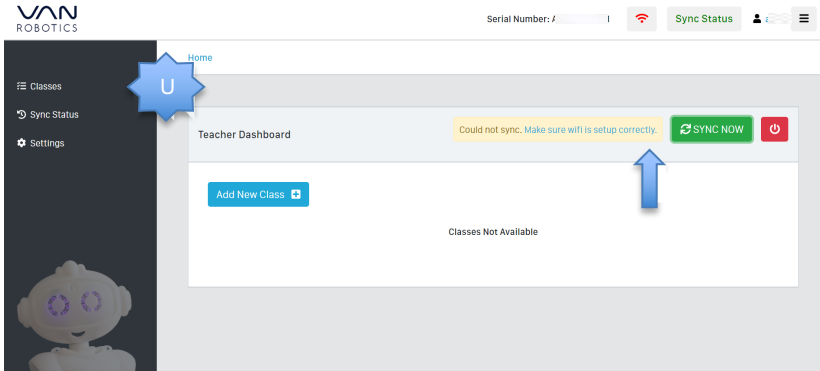 VAN
ROBOTICS
Serial Number: A
Sync Status
Home
Classes
U
Sync Status
Settings
Teacher Dashboard
Could not sync. Make sure wifi is setup correctly.
SYNC NOW
Add New Class
Classes Not Available